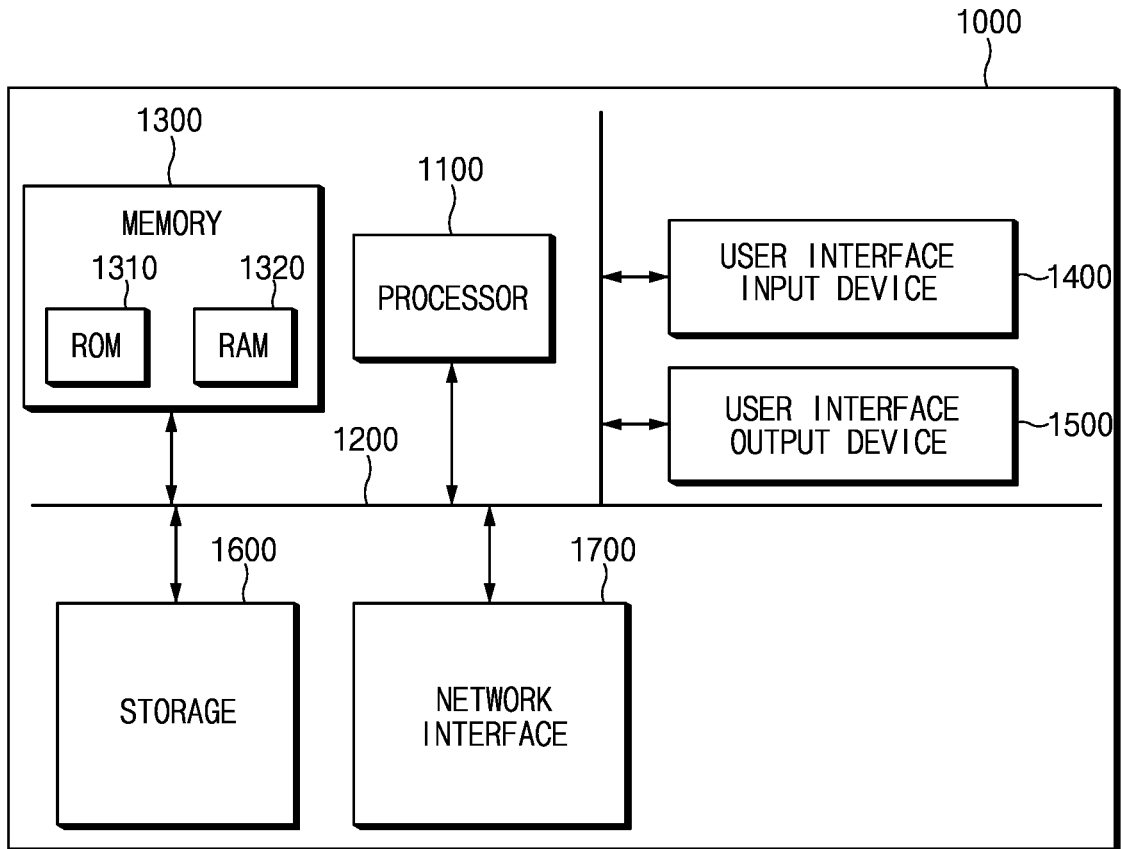 1000
1300
1100
MEMORY
1310
1320
ROM
RAM
PROCESSOR
USER INTERFACE
INPUT DEVICE
1400
USER INTERFACE
OUTPUT DEVICE
1500
1200
1600
1700
STORAGE
NETWORK
INTERFACE